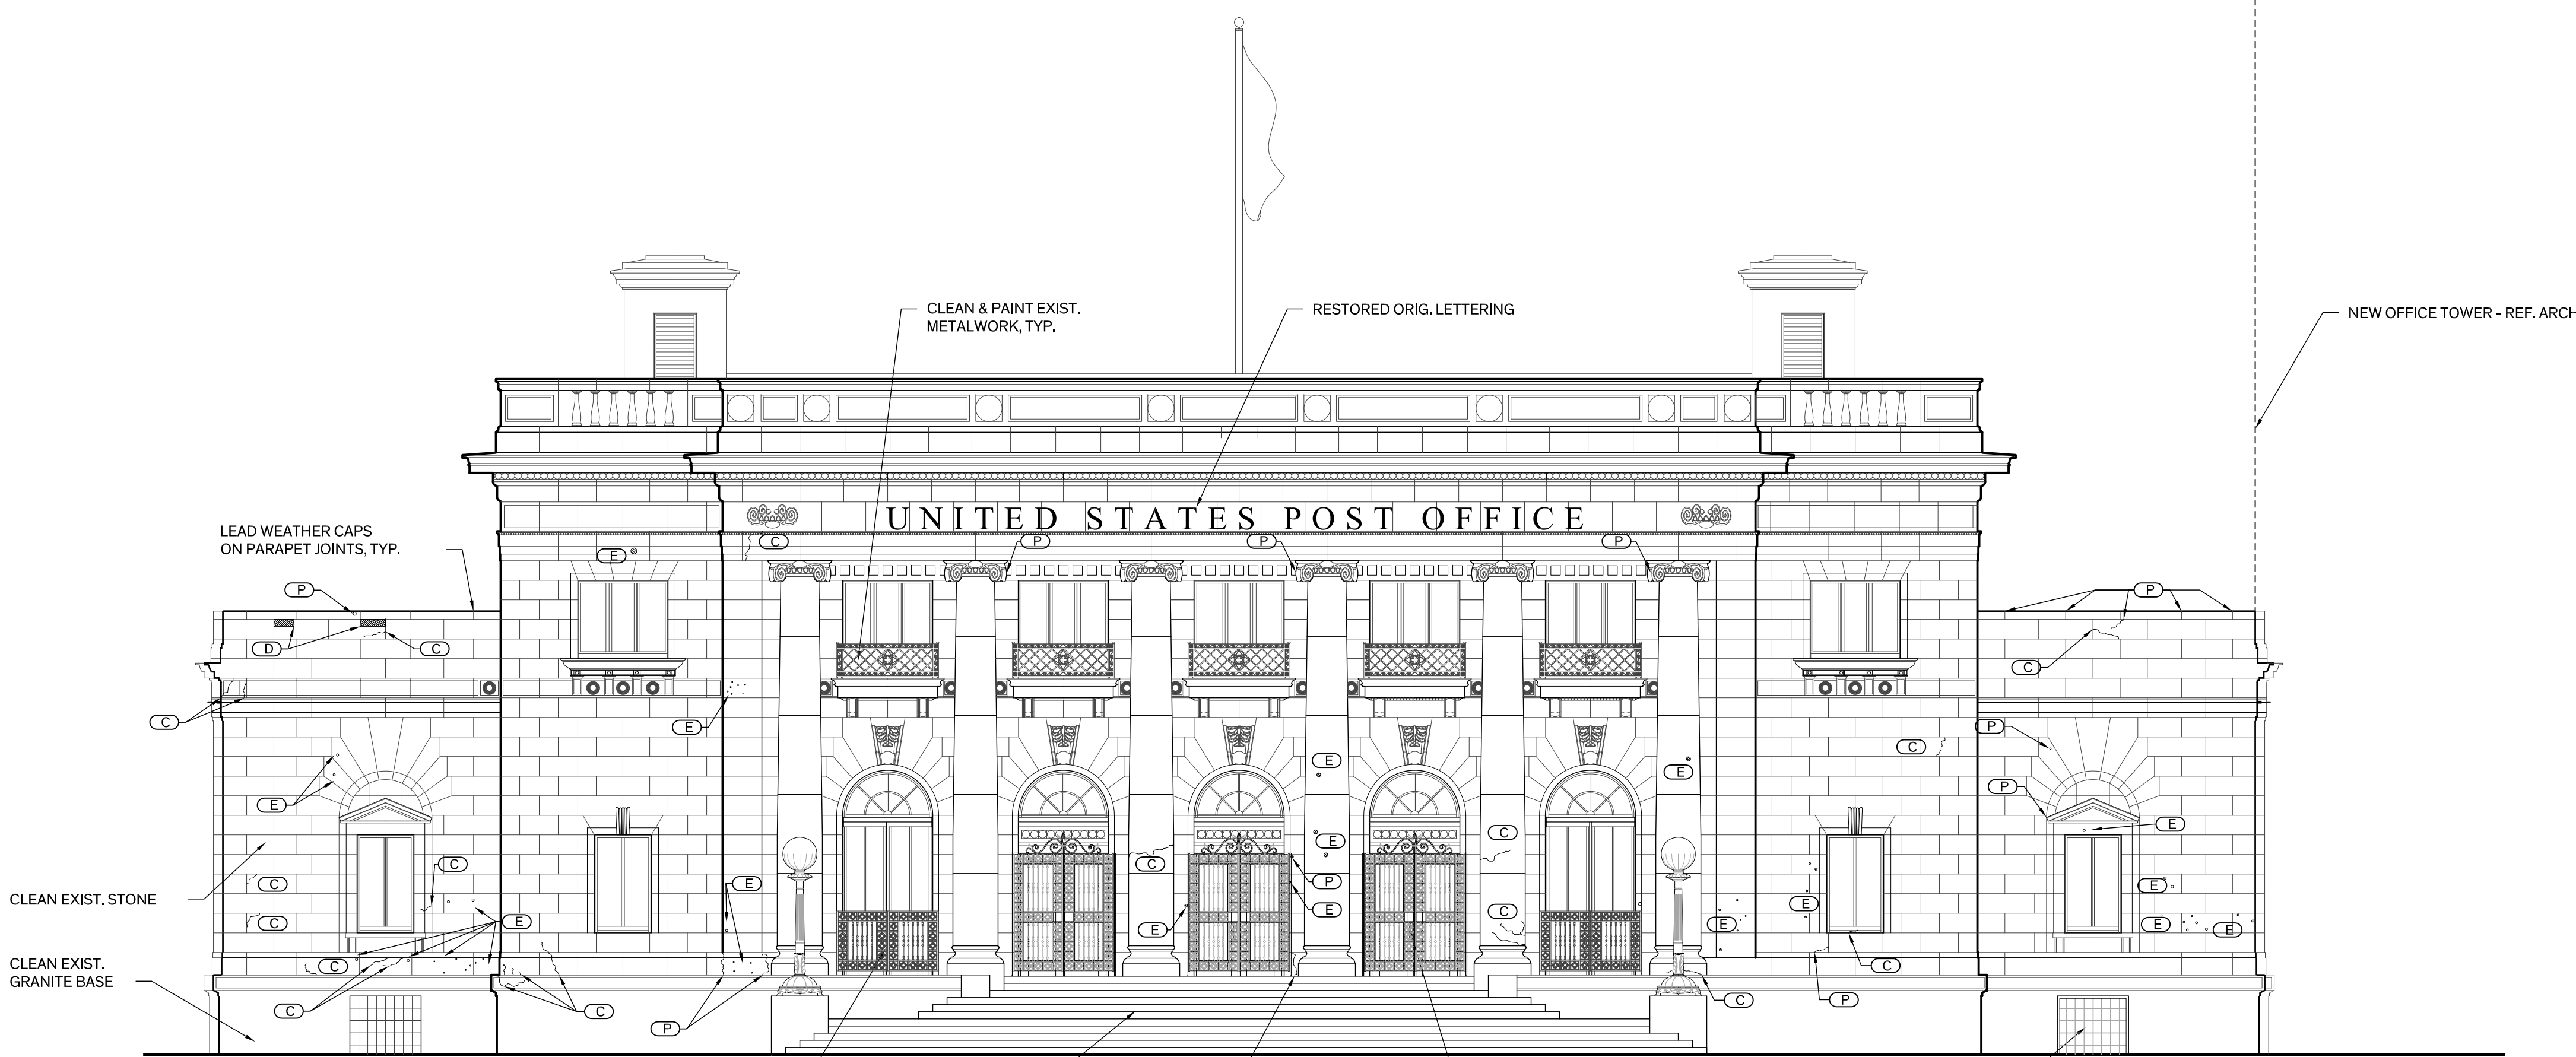 CLEAN & PAINT EXIST.
METALWORK, TYP.
RESTORED ORIG. LETTERING
NEW OFFICE TOWER - REF. ARCH
UNITED STATES POST OFFICE
LEAD WEATHER CAPS
ON PARAPET JOINTS, TYP.
C
P
P
P
E
P
P
D
C
C
C
E
P
C
E
E
E
P
E
C
E
E
C
C
C
E
P
E
E
E
CLEAN EXIST. STONE
C
E
C
E
E
E
E
E
C
C
P
CLEAN EXIST.
GRANITE BASE
C
C
P
C
P